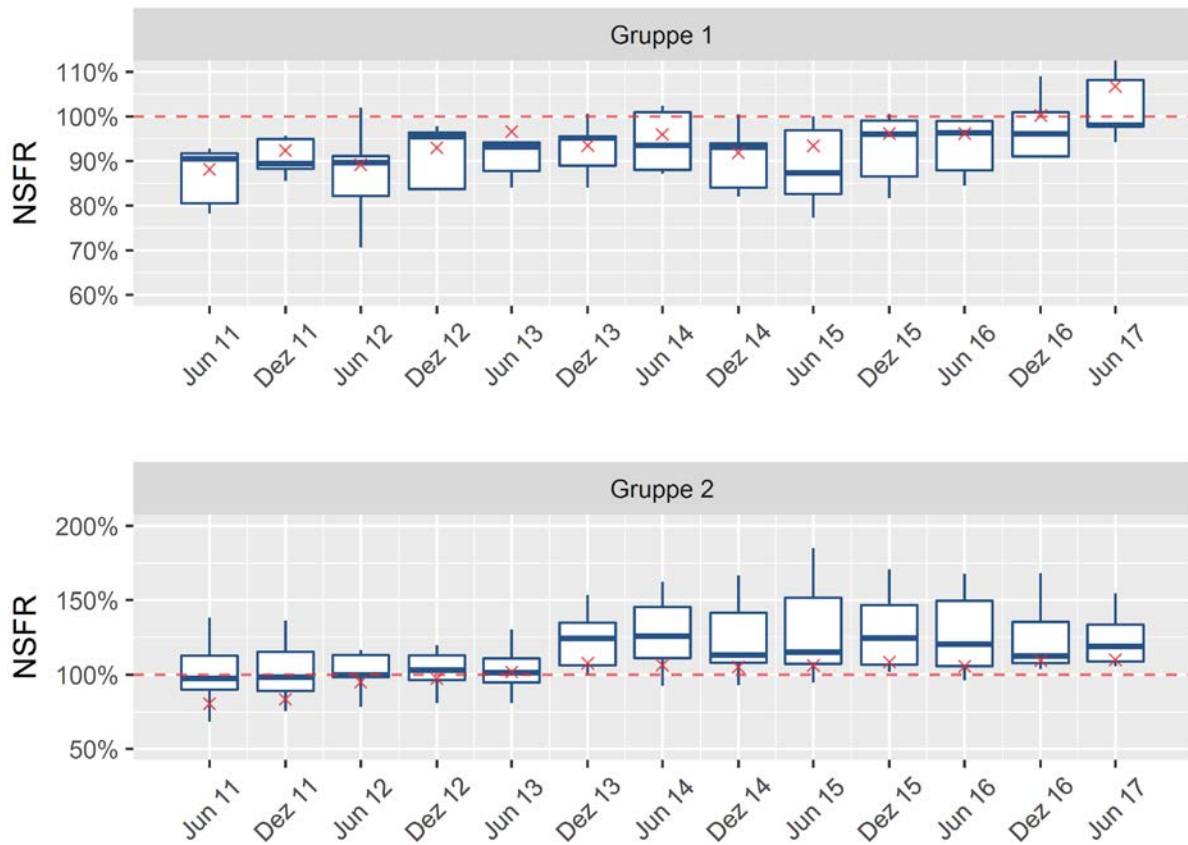 Gruppe 1
NSFR
110%
100%
90%
80%
70%
60%
Jun 11 Dez 11 Jun 12 Dez 12 Jun 13 Dez 13 Jun 14 Dez 14 Jun 15 Dez 15 Jun 16 Dez 16 Jun 17
Gruppe 2
NSFR
200%
150%
100%
50%
Jun 11 Dez 11 Jun 12 Dez 12 Jun 13 Dez 13 Jun 14 Dez 14 Jun 15 Dez 15 Jun 16 Dez 16 Jun 17